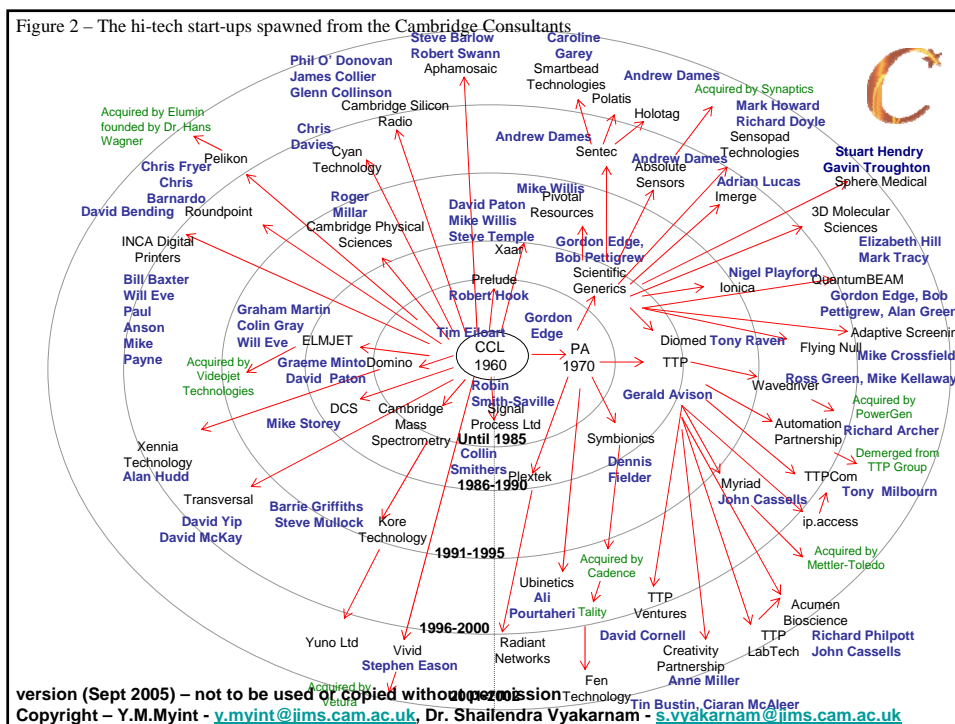 Figure 2 – The hi-tech start-ups spawned from the Cambridge Consultants
Steve Barlow
Robert Swann
Aphamosaic
Caroline
Garey
Smartbead
Technologies
Phil O' Donovan
James Collier
Glenn Collinson
Cambridge Silicon
Radio
Andrew Dames
Polatis
Holotag
Acquired by Synaptics
Mark Howard
Richard Doyle
Sensopad
Technologies
Acquired by Elumin
founded by Dr. Hans
Wagner
Pelikon
Chris
Davies
Cyan
Technology
Andrew Dames
Sentec
Andrew Dames
Absolute
Sensors
Stuart Hendry
Gavin Troughton
Sphere Medical
Chris Fryer
Chris
Barnardo
David Bending
Roundpoint
Roger
Millar
Cambridge Physical
Sciences
Mike Willis
Pivotal
Resources
David Paton
Mike Willis
Steve Temple
Xaar
Adrian Lucas
Imerge
3D Molecular
Sciences
INCA Digital
Printers
Gordon Edge,
Bob Pettigrew
Scientific
Generics
Elizabeth Hill
Mark Tracy
QuantumBEAM
Bill Baxter
Will Eve
Paul
Anson
Mike
Payne
Prelude
Robert Hook
Nigel Playford
Ionica
Gordon Edge, Bob
Pettigrew, Alan Green
Graham Martin
Colin Gray
Will Eve
ELMJET
Tim Eiloart
Gordon
Edge
CCL
1960
PA
1970
Diomed
Tony Raven
Adaptive Screening
Flying Null
Mike Crossfield
Acquired by
Videojet
Technologies
Graeme Minto
David Paton
Domino
TTP
Ross Green, Mike Kellaway
Wavedriver
Robin
Smith-Saville
Gerald Avison
Acquired by
PowerGen
DCS
Mike Storey
Cambridge
Mass
Spectrometry
Signal
Process Ltd
Until 1985
Symbionics
Automation
Partnership
Richard Archer
Xennia
Technology
Alan Hudd
Collin
Smithers
Plextek
Dennis
Fielder
Demerged from
TTP Group
1986-1990
Myriad
John Cassells
TTPCom
Tony Milbourn
Transversal
David Yip
David McKay
Barrie Griffiths
Steve Mullock
Kore
Technology
ip.access
1991-1995
Acquired by
Cadence
Acquired by
Mettler-Toledo
Ubinetics
Ali
Pourtaheri
Tality
TTP
Ventures
Acumen
Bioscience
1996-2000
Yuno Ltd
Vivid
Stephen Eason
Radiant
Networks
David Cornell
Creativity
Partnership
Anne Miller
TTP
LabTech
Richard Philpott
John Cassells
Acquired by
Vetura
Fen
Technology
2001-2002
Tin Bustin, Ciaran McAleer
version (Sept 2005) – not to be used or copied without permission
Copyright – Y.M.Myint - y.myint@jims.cam.ac.uk, Dr. Shailendra Vyakarnam - s.vyakarnam@jims.cam.ac.uk